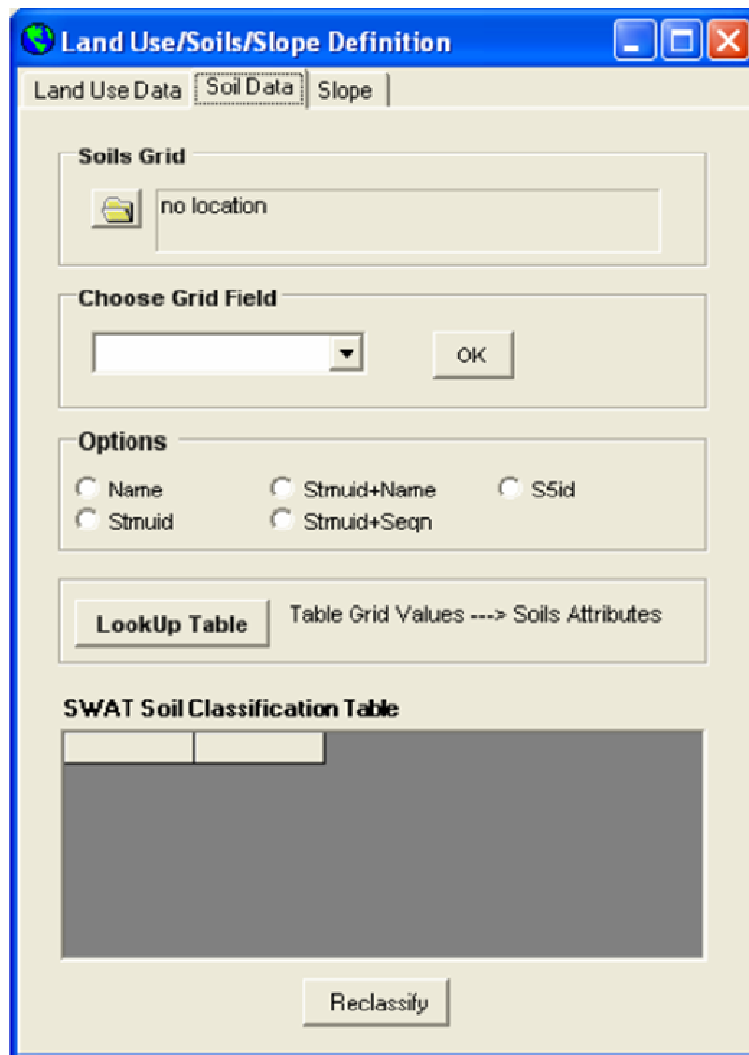 Land Use/Soils/Slope Definition
Land Use Data Soil Data Slope
Soils Grid
no location
Choose Grid Field
OK
Options
Name Stmuid+Name S5id
Stmuid Stmuid+Seqn
LookUp Table Table Grid Values ---> Soils Attributes
SWAT Soil Classification Table
Reclassify